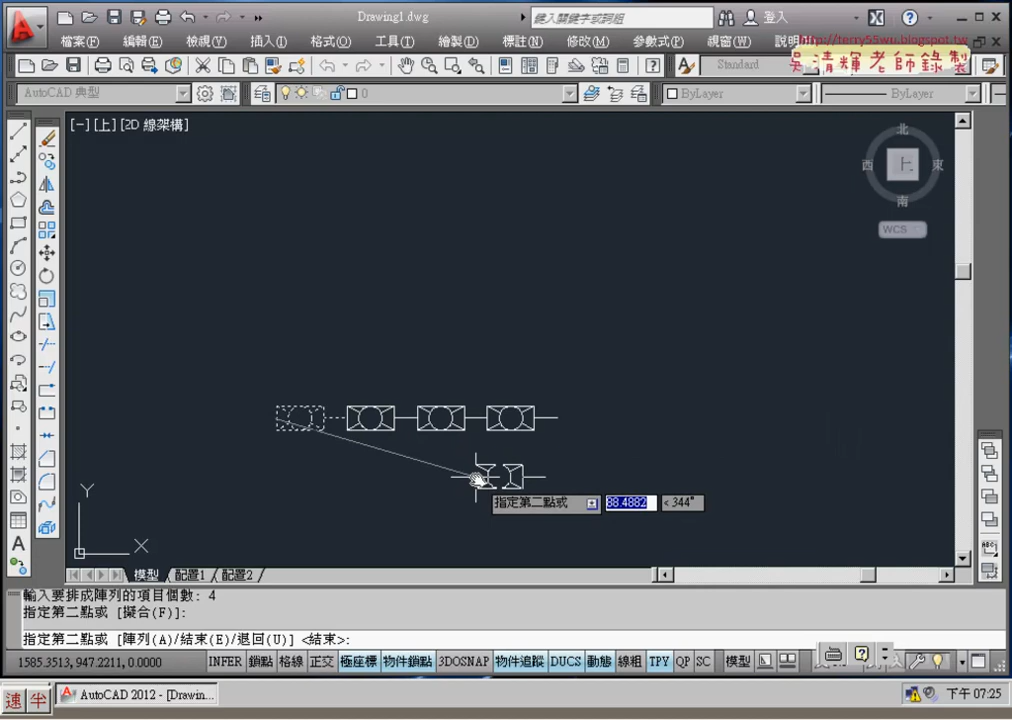 Drawing1.dwg
鍵入關鍵字或詞組
登入
檔案(F) 編輯(E) 檢視(V) 插入(I) 格式(O) 工具(T) 繪製(D) 標註(N) 修改(M) 參數式(P) 視窗(W) 說明
http://terry55wu.blogspot.tw
吳清輝老師錄製
Standard
AutoCAD 典型
0
ByLayer
ByLayer
[−] [上] [2D 線架構]
北
西 上 東
南
WCS
指定第二點或 88.4882 < 344°
Y
X
模型 配置1 配置2
輸入要排成陣列的項目個數: 4
指定第二點或 [擬合(F)]:
指定第二點或 [陣列(A)/結束(E)/退回(U)] <結束>:
1585.3513, 947.2211, 0.0000 INFER 鎖點 格線 正交 極座標 物件鎖點 3DOSNAP 物件追蹤 DUCS 動態 線粗 TPY QP SC 模型
速 半 AutoCAD 2012 - [Drawin... 下午 07:25